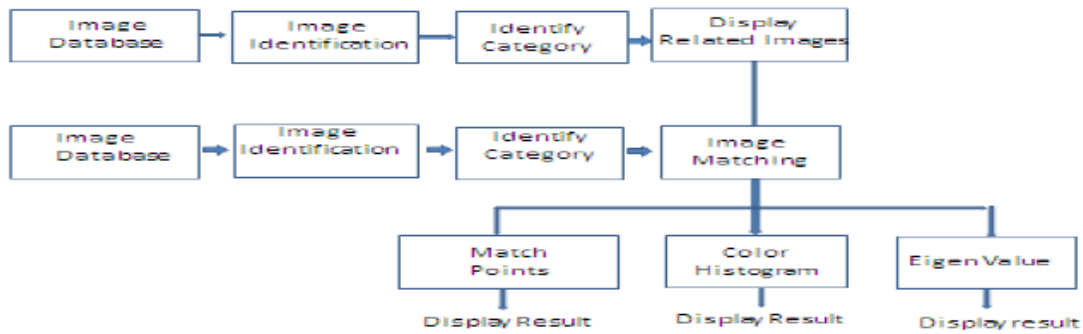 Image
Database
Image
Identification
Identify
Category
Display
Related Images
Image
Database
Image
Identification
Identify
Category
Image
Matching
Match
Points
Color
Histogram
Eigen Value
Display Result
Display Result
Display result